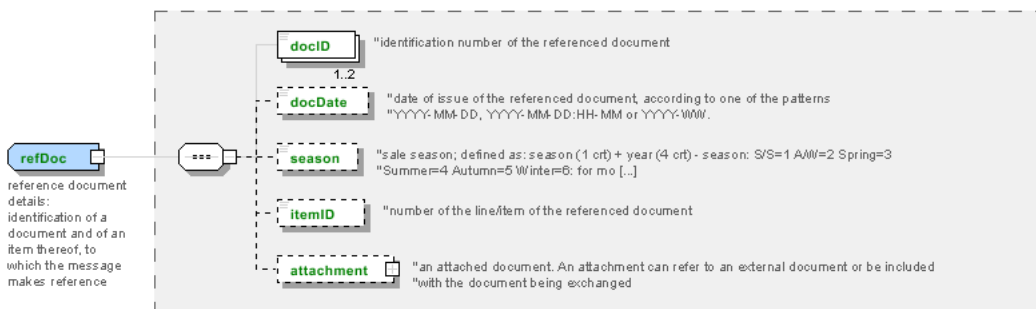 docID
"identification number of the referenced document
1..2
docDate
"date of issue of the referenced document, according to one of the patterns
"YYYY-MM-DD, YYYY-MM-DD:HH-MM or YYYY-WW.
refDoc
season
"sale season; defined as: season (1 crt) + year (4 crt) - season: S/S=1 A/W=2 Spring=3
"Summer=4 Autumn=5 Winter=6: for mo [...]
reference document
details:
identification of a
document and of an
item thereof, to
which the message
makes reference
itemID
"number of the line/item of the referenced document
attachment
"an attached document. An attachment can refer to an external document or be included
"with the document being exchanged